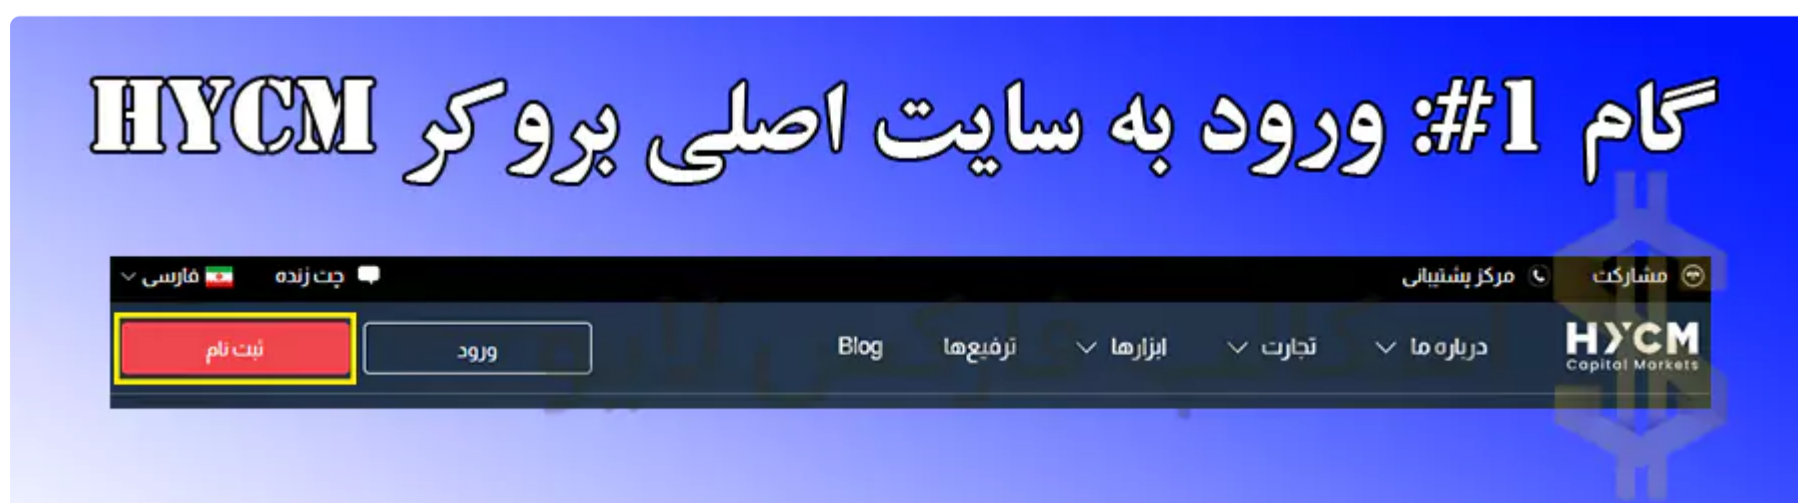 گام 1#: ورود به سایت اصلی بروکر HYCM
مشارکت مرکز پشتیبانی چت زنده فارسی
HYCM
Capital Markets
درباره ما تجارت ابزارها ترفیع‌ها Blog ورود ثبت نام